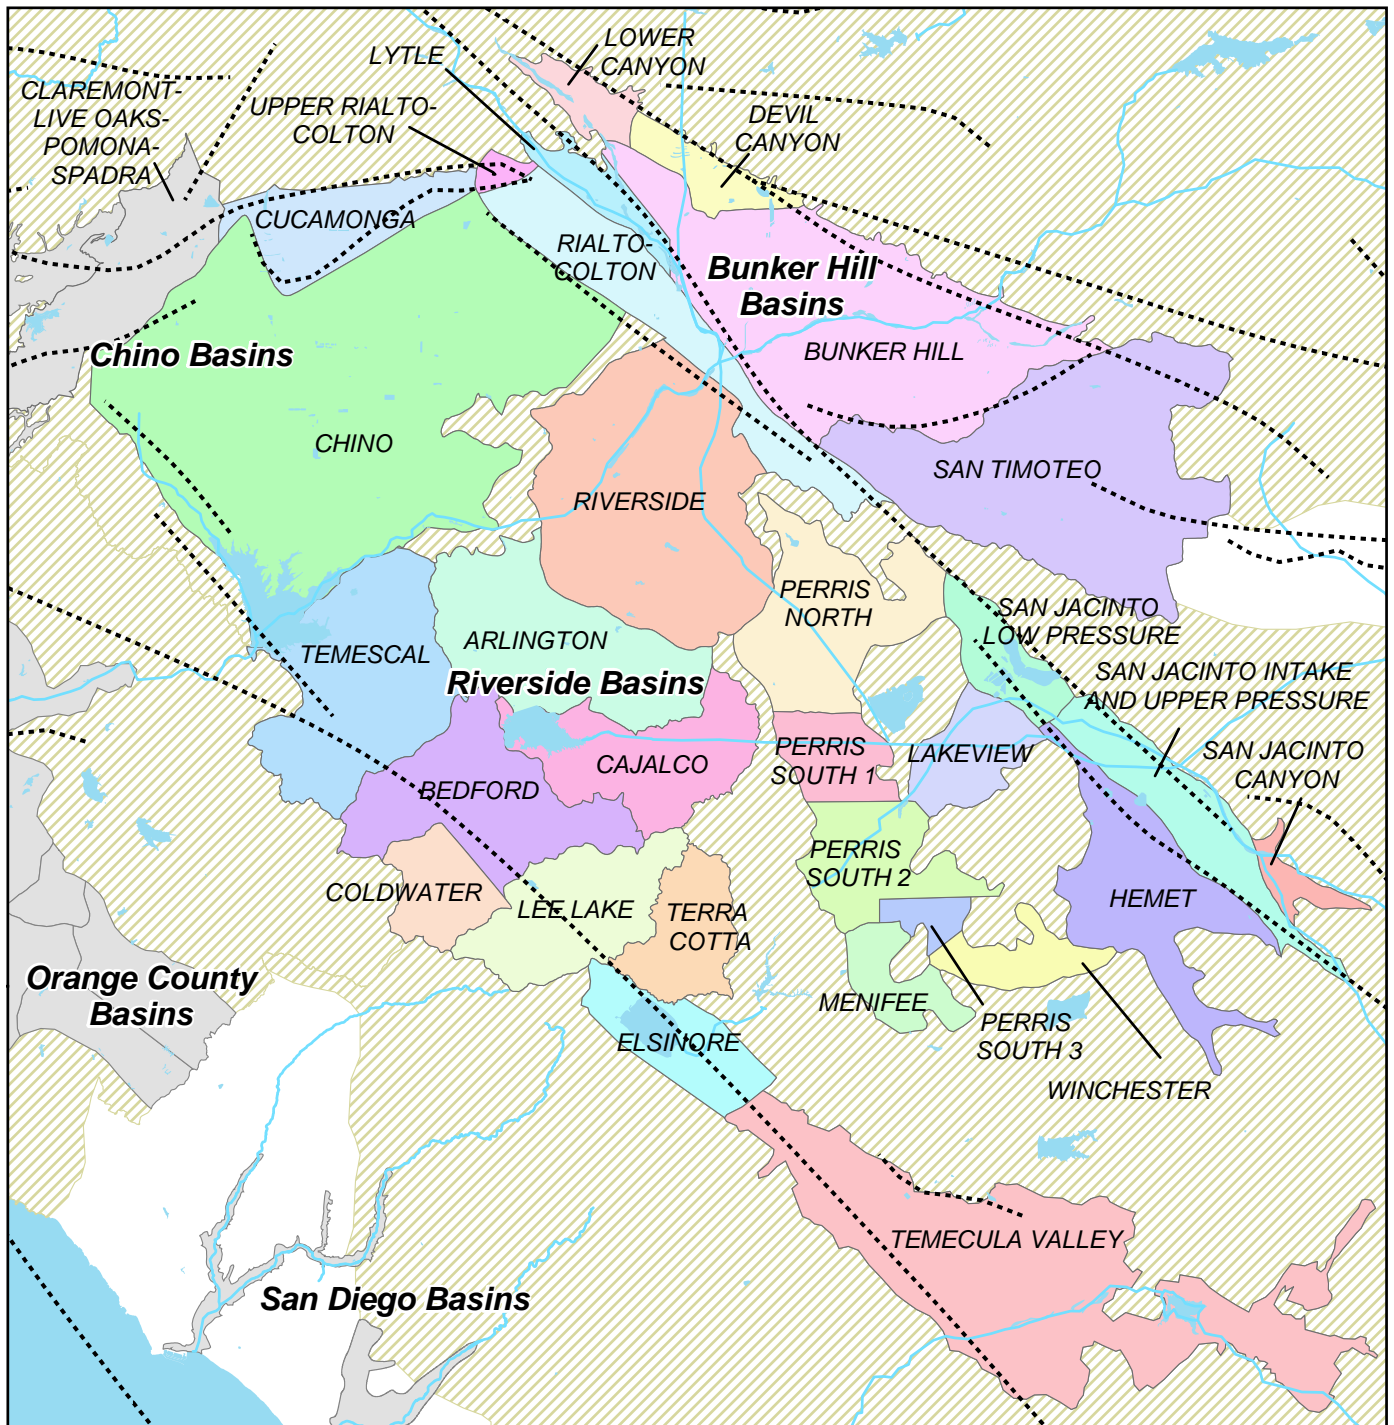 LOWER
CANYON
LYTLE
CLAREMONT-
LIVE OAKS-
POMONA-
SPADRA
UPPER RIALTO-
COLTON
DEVIL
CANYON
CUCAMONGA
RIALTO-
COLTON
Bunker Hill
Basins
Chino Basins
BUNKER HILL
CHINO
SAN TIMOTEO
RIVERSIDE
PERRIS
NORTH
SAN JACINTO
LOW PRESSURE
ARLINGTON
TEMESCAL
SAN JACINTO INTAKE
AND UPPER PRESSURE
Riverside Basins
SAN JACINTO
CANYON
PERRIS
SOUTH 1
LAKEVIEW
CAJALCO
BEDFORD
PERRIS
SOUTH 2
COLDWATER
HEMET
LEE LAKE
TERRA
COTTA
Orange County
Basins
MENIFEE
PERRIS
SOUTH 3
ELSINORE
WINCHESTER
TEMECULA VALLEY
San Diego Basins